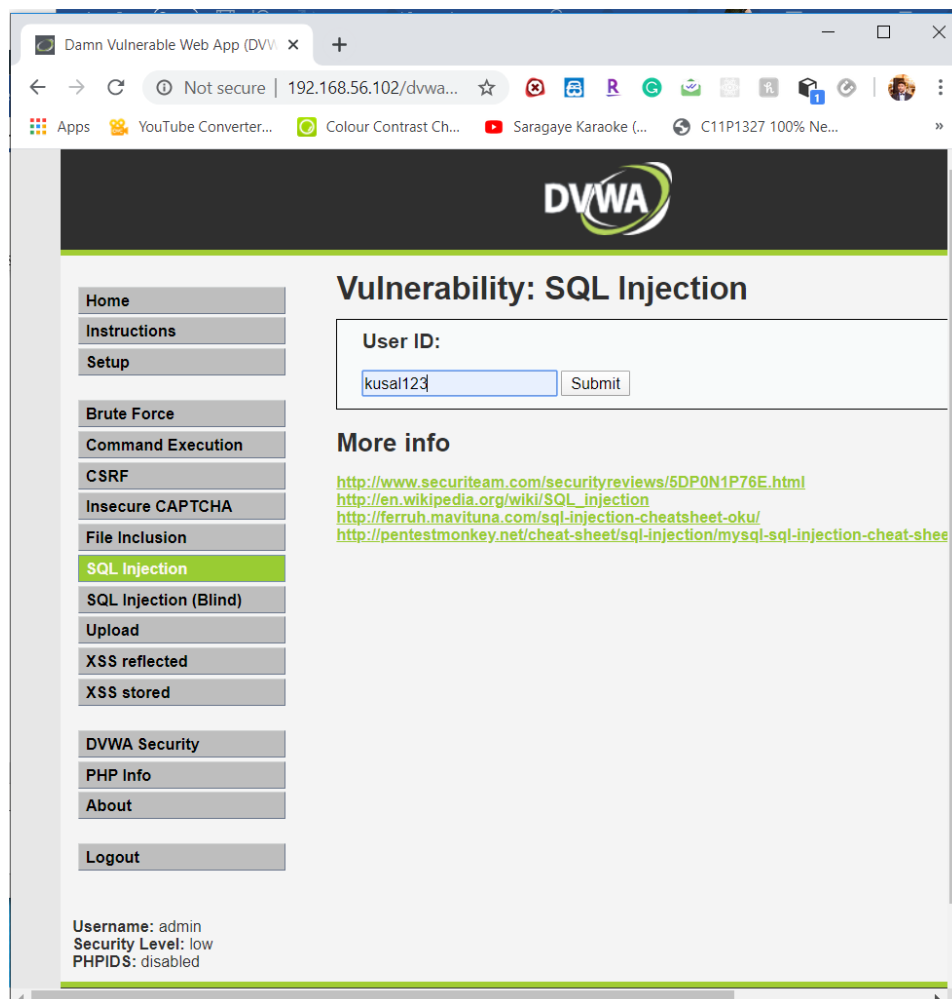 Damn Vulnerable Web App (DVW
Not secure | 192.168.56.102/dvwa...
Apps YouTube Converter... Colour Contrast Ch... Saragaye Karaoke (... C11P1327 100% Ne... »
DVWA
Home
Instructions
Setup
Brute Force
Command Execution
CSRF
Insecure CAPTCHA
File Inclusion
SQL Injection
SQL Injection (Blind)
Upload
XSS reflected
XSS stored
DVWA Security
PHP Info
About
Logout
Username: admin
Security Level: low
PHPIDS: disabled
Vulnerability: SQL Injection
User ID:
kusal123 Submit
More info
http://www.securiteam.com/securityreviews/5DP0N1P76E.html
http://en.wikipedia.org/wiki/SQL_injection
http://ferruh.mavituna.com/sql-injection-cheatsheet-oku/
http://pentestmonkey.net/cheat-sheet/sql-injection/mysql-sql-injection-cheat-shee